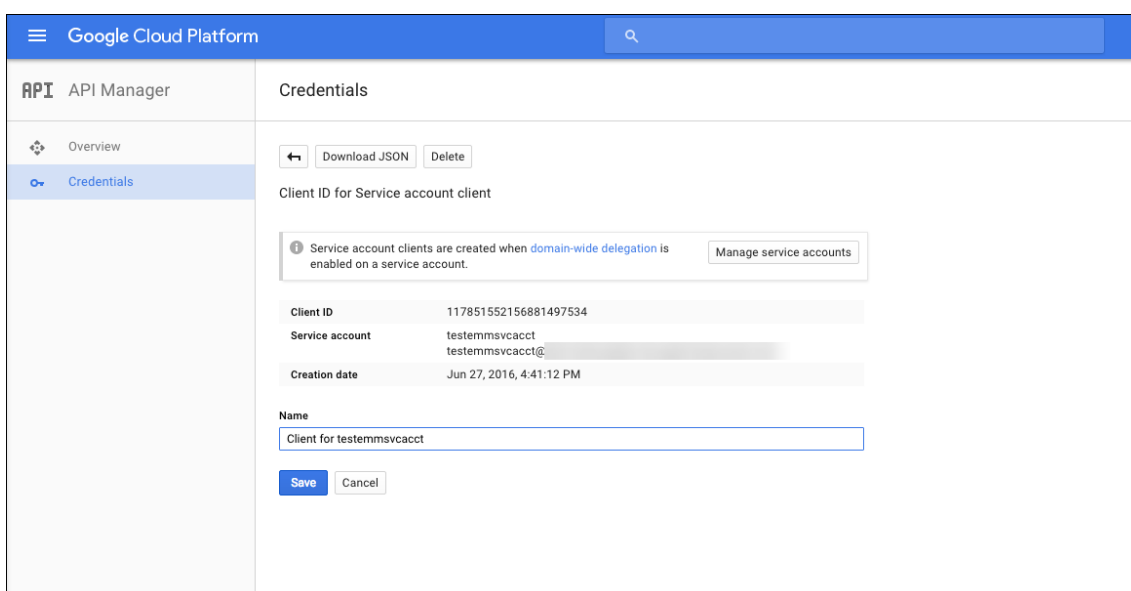 Google Cloud Platform
API API Manager
Credentials
Overview
Credentials
Download JSON Delete
Client ID for Service account client
Service account clients are created when domain-wide delegation is
enabled on a service account.
Manage service accounts
Client ID 117851552156881497534
Service account testemmsvcacct
testemmsvcacct@
Creation date Jun 27, 2016, 4:41:12 PM
Name
Client for testemmsvcacct
Save Cancel